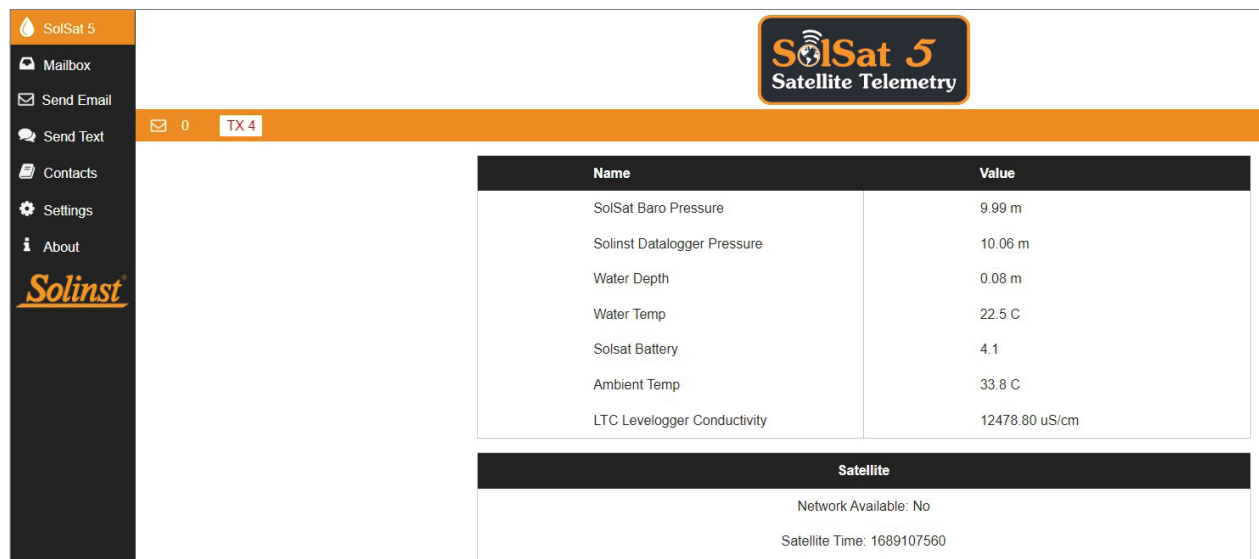 SolSat 5
Mailbox
Send Email
Send Text
Contacts
Settings
About
Solinst®
SolSat 5
Satellite Telemetry
0 TX 4
Name Value
SolSat Baro Pressure 9.99 m
Solinst Datalogger Pressure 10.06 m
Water Depth 0.08 m
Water Temp 22.5 C
Solsat Battery 4.1
Ambient Temp 33.8 C
LTC Levelogger Conductivity 12478.80 uS/cm
Satellite
Network Available: No
Satellite Time: 1689107560